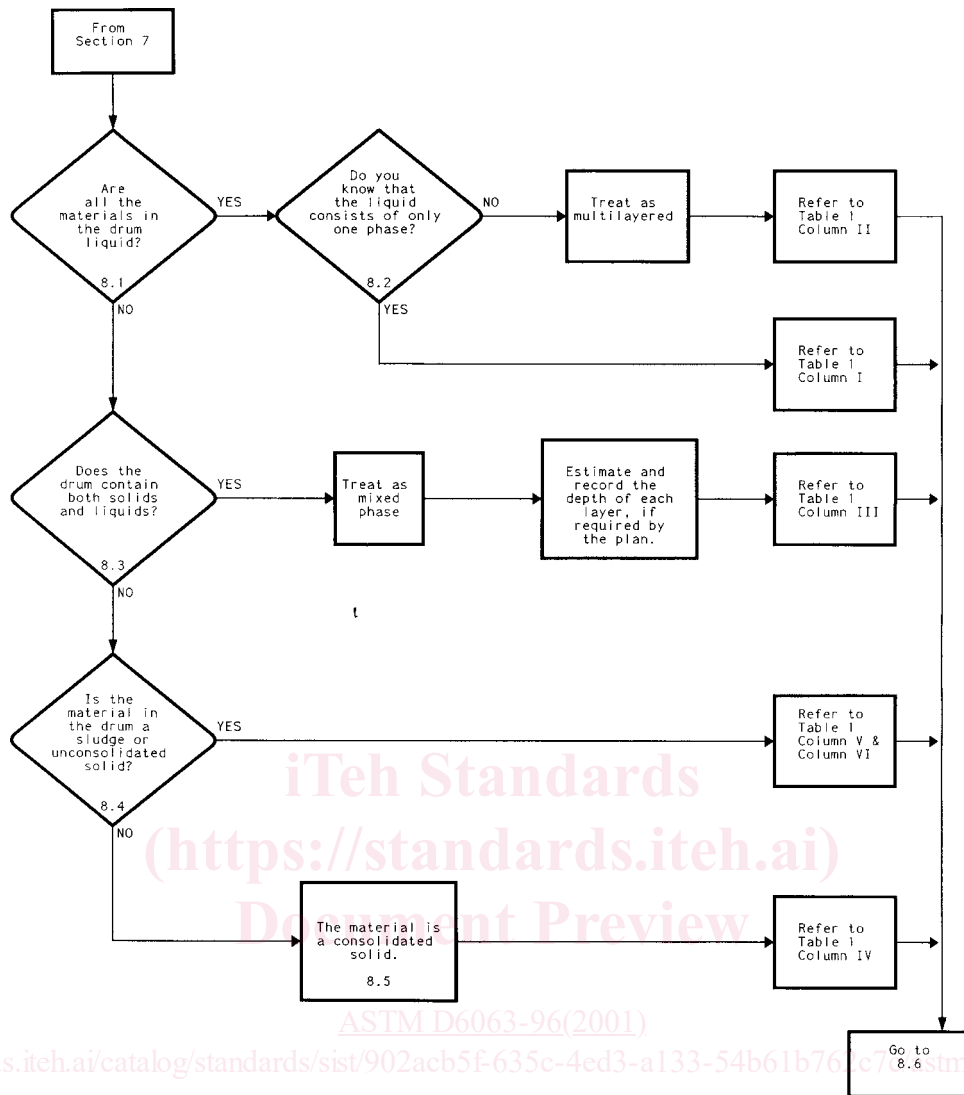 From
Section 7
Are
all the
materials in
the drum
liquid?
8.1
YES
NO
Do you
know that
the liquid
consists of only
one phase?
8.2
NO
YES
Treat as
multilayered
Refer to
Table 1
Column II
Refer to
Table 1
Column I
Does the
drum contain
both solids
and liquids?
8.3
YES
NO
Treat as
mixed
phase
Estimate and
record the
depth of each
layer, if
required by
the plan.
Refer to
Table 1
Column III
Is the
material in
the drum a
sludge or
unconsolidated
solid?
8.4
YES
NO
Refer to
Table 1
Column V &
Column VI
iTeh Standards
(https://standards.iteh.ai)
Document Preview
The material is
a consolidated
solid.
8.5
Refer to
Table 1
Column IV
ASTM D6063-96(2001)
Go to
8.6
s.iteh.ai/catalog/standards/sist/902acb5f-635c-4ed3-a133-54b61b762c7